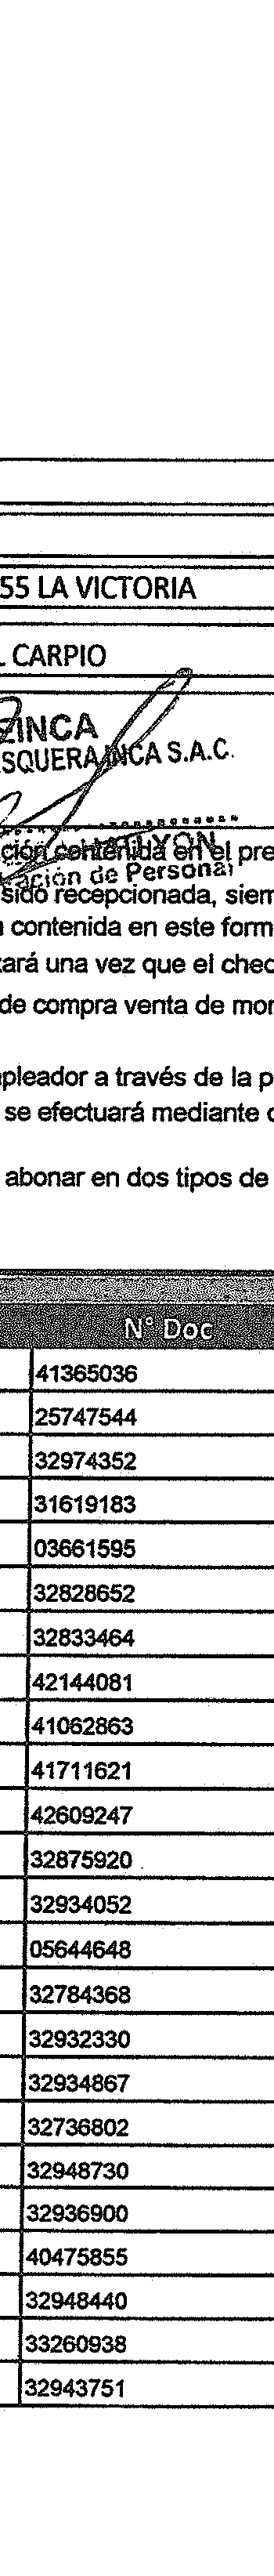 55 LA VICTORIA
CARPIO
INCA
SQUERA INCA S.A.C.
LYON
ción contenida en el pre
ación de Personal
sido recepcionada, siem
contenida en este form
zará una vez que el chec
de compra venta de mon
pleador a través de la p
se efectuará mediante
abonar en dos tipos de
N° Doc
41365036
25747544
32974352
31619183
03661595
32828652
32833464
42144081
41062863
41711621
42609247
32875920
32934052
05644648
32784368
32932330
32934867
32736802
32948730
32936900
40475855
32948440
33260938
32943751